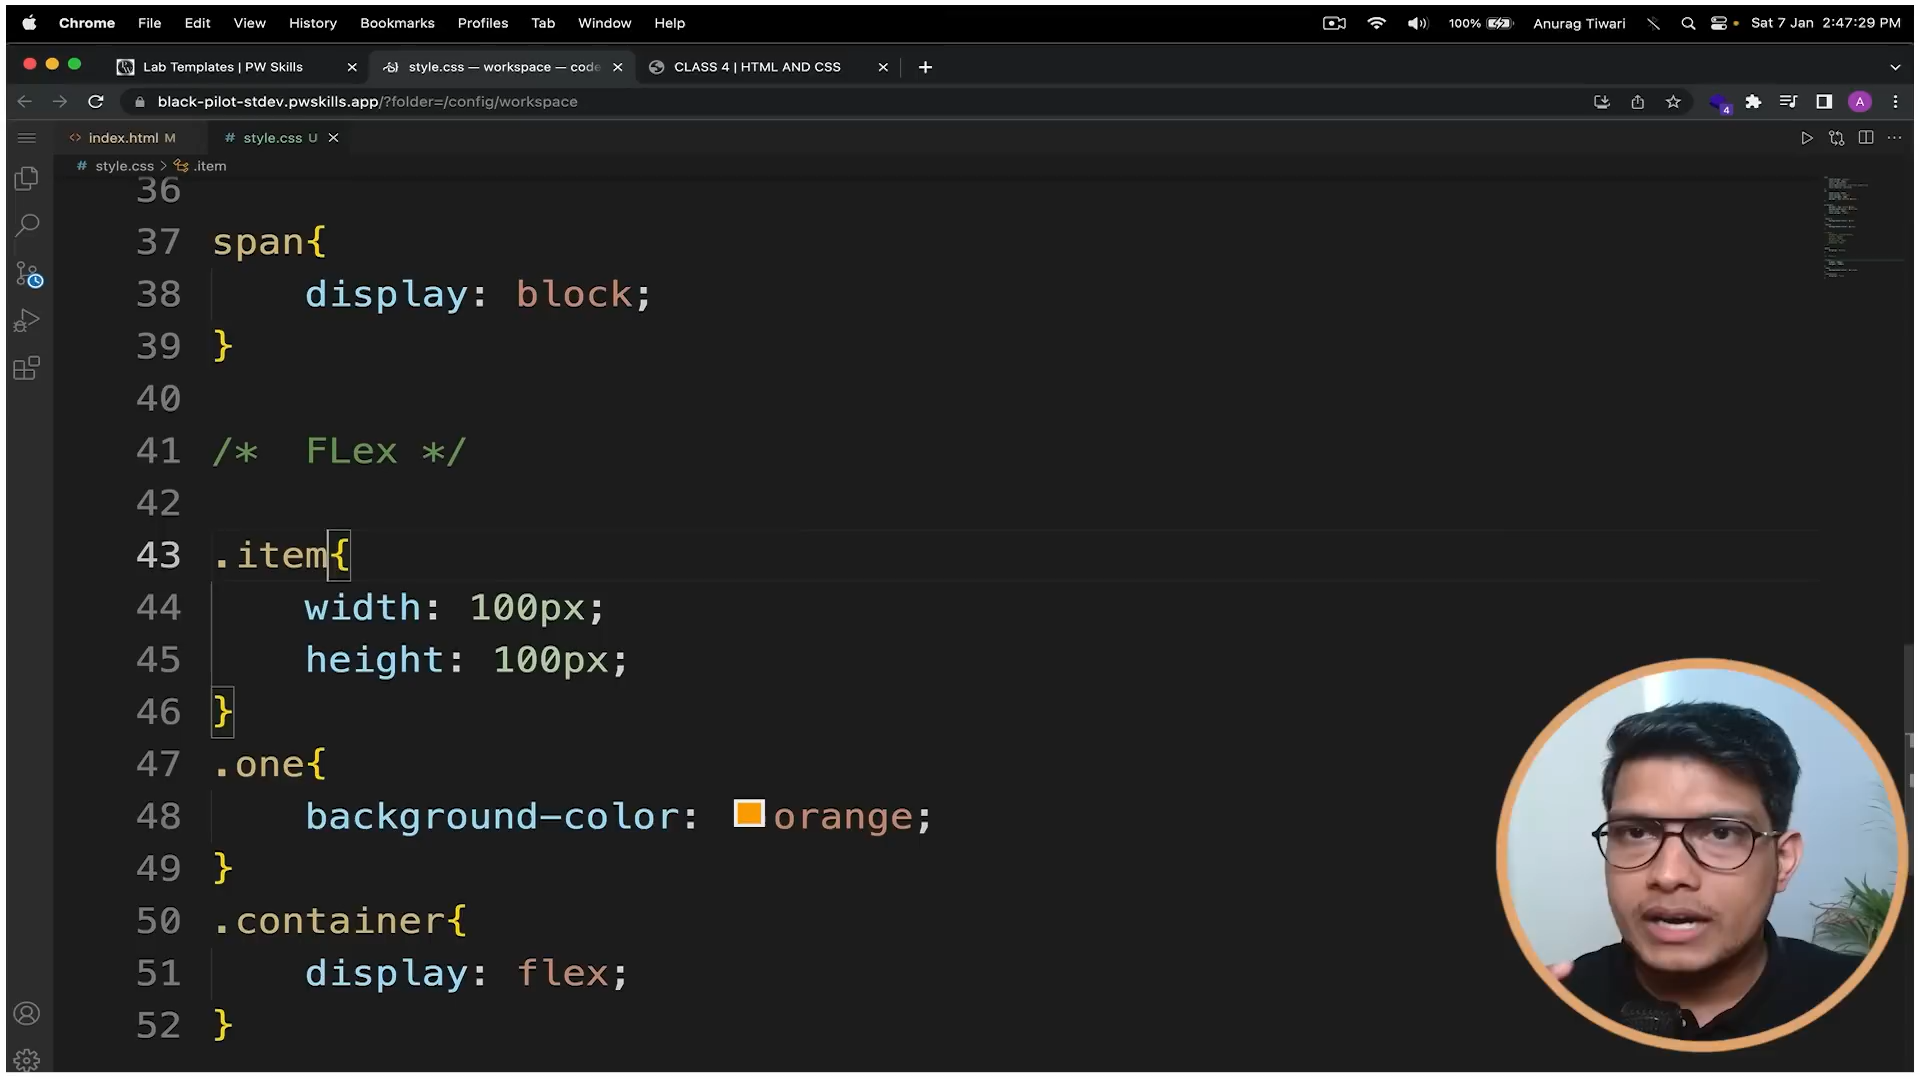 Chrome File Edit View History Bookmarks Profiles Tab Window Help 100% Anurag Tiwari Sat 7 Jan 2:47:29 PM
Lab Templates | PW Skills style.css — workspace — code CLASS 4 | HTML AND CSS
black-pilot-stdev.pwskills.app/?folder=/config/workspace 4 A
index.html M # style.css U
# style.css > .item
36
37 span{
38 display: block;
39 }
40
41 /*  FLex */
42
43 .item{
44 width: 100px;
45 height: 100px;
46 }
47 .one{
48 background-color: orange;
49 }
50 .container{
51 display: flex;
52 }